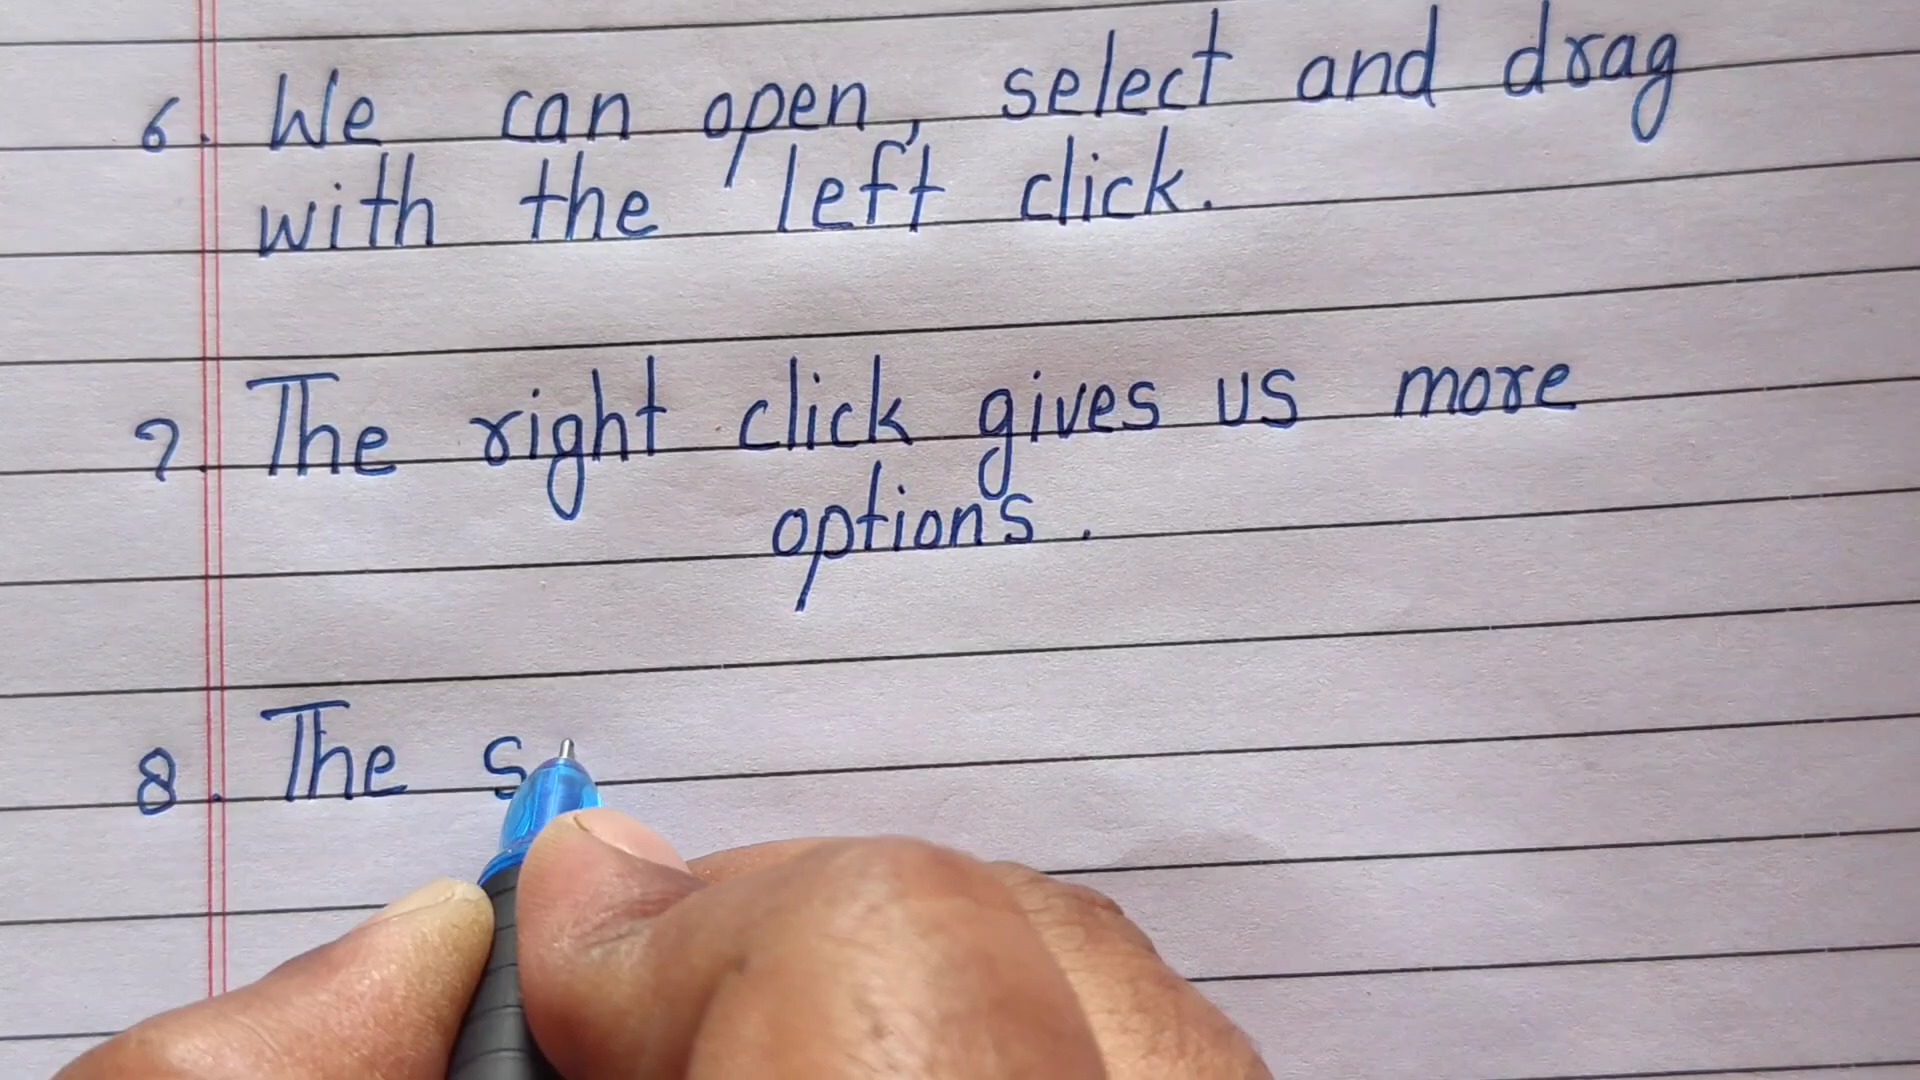 6. We can open, select and drag
with the left click.
7. The right click gives us more
options.
8. The s